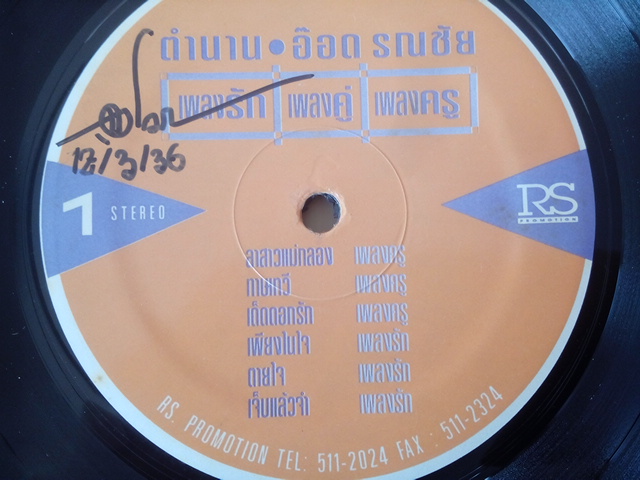 ตำนาน • อ๊อด รณชัย
เพลงรัก เพลงคู่ เพลงครู
12/3/36
1 STEREO
RS
PROMOTION
ลาสาวแม่กลอง เพลงครู
กามเทวี เพลงครู
เด็ดดอกรัก เพลงครู
เพียงในใจ เพลงรัก
ตายใจ เพลงรัก
เจ็บแล้วจำ เพลงรัก
RS. PROMOTION TEL: 511-2024 FAX : 511-2324